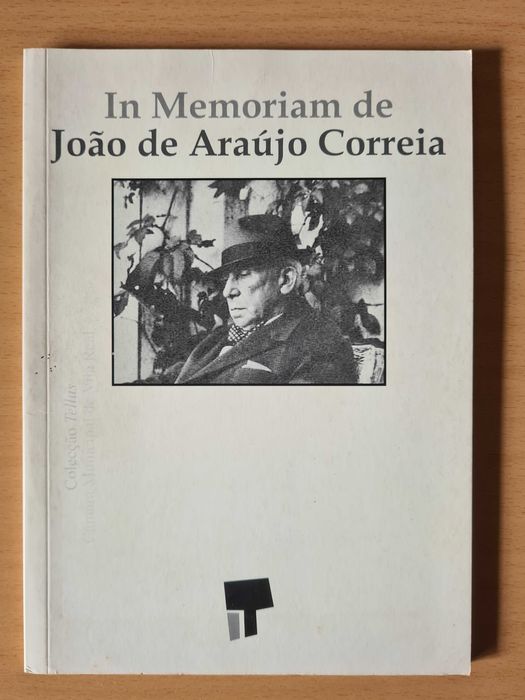 In Memoriam de
João de Araújo Correia
Colecção Tellus
Câmara Municipal de Vila Real